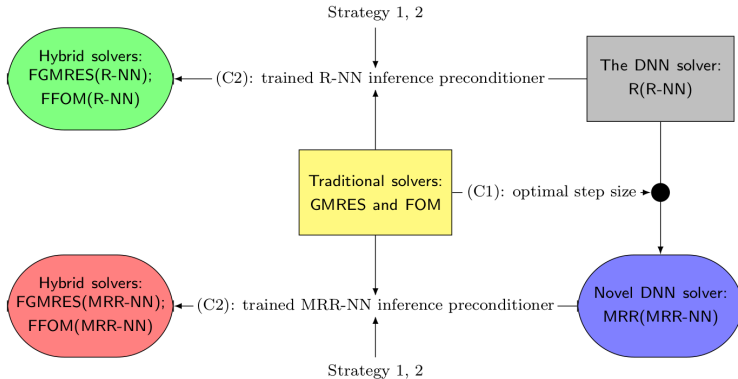 Strategy 1, 2
Hybrid solvers:
FGMRES(R-NN);
FFOM(R-NN)
(C2): trained R-NN inference preconditioner
The DNN solver:
R(R-NN)
Traditional solvers:
GMRES and FOM
(C1): optimal step size
Hybrid solvers:
FGMRES(MRR-NN);
FFOM(MRR-NN)
(C2): trained MRR-NN inference preconditioner
Novel DNN solver:
MRR(MRR-NN)
Strategy 1, 2